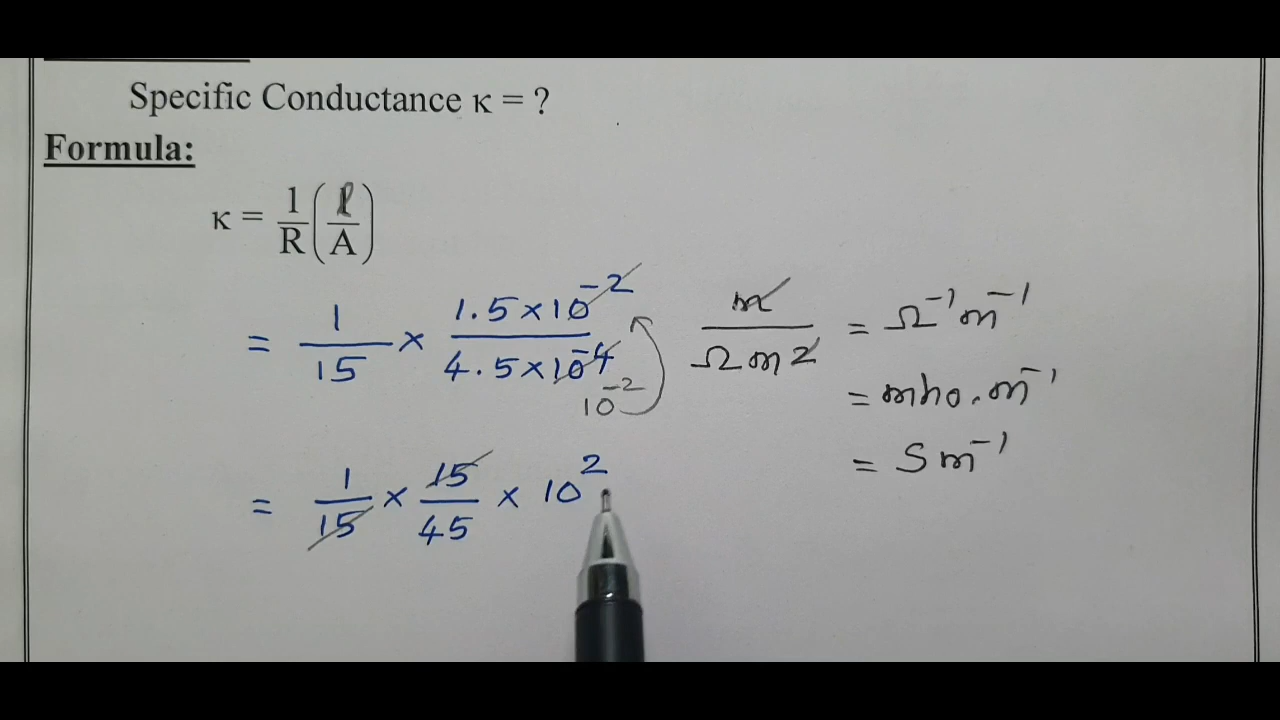 Specific Conductance κ = ?
Formula:
κ = 1/R (l/A)
= 1/15 × 1.5×10⁻²/4.5×10⁻⁴
10⁻²
m/Ωm² = Ω⁻¹m⁻¹
= mho.m⁻¹
= Sm⁻¹
= 1/15 × 15/45 × 10²